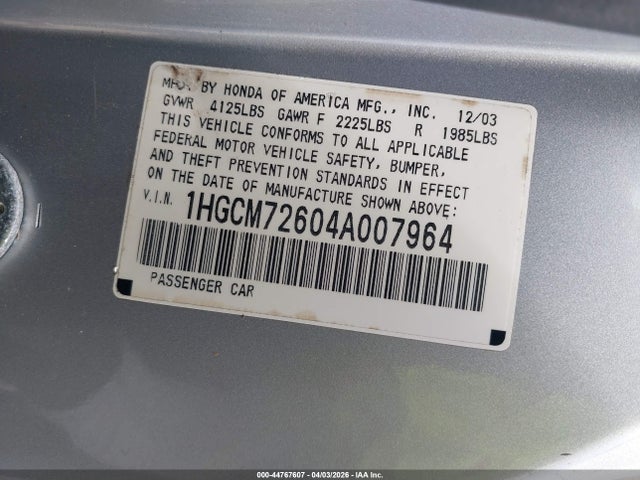 MFD. BY HONDA OF AMERICA MFG., INC. 12/03
GVWR 4125LBS GAWR F 2225LBS R 1985LBS
THIS VEHICLE CONFORMS TO ALL APPLICABLE
FEDERAL MOTOR VEHICLE SAFETY, BUMPER,
AND THEFT PREVENTION STANDARDS IN EFFECT
ON THE DATE OF MANUFACTURE SHOWN ABOVE:
V.I.N. 1HGCM72604A007964
PASSENGER CAR
000-44767607 - 04/03/2026 - IAA Inc.